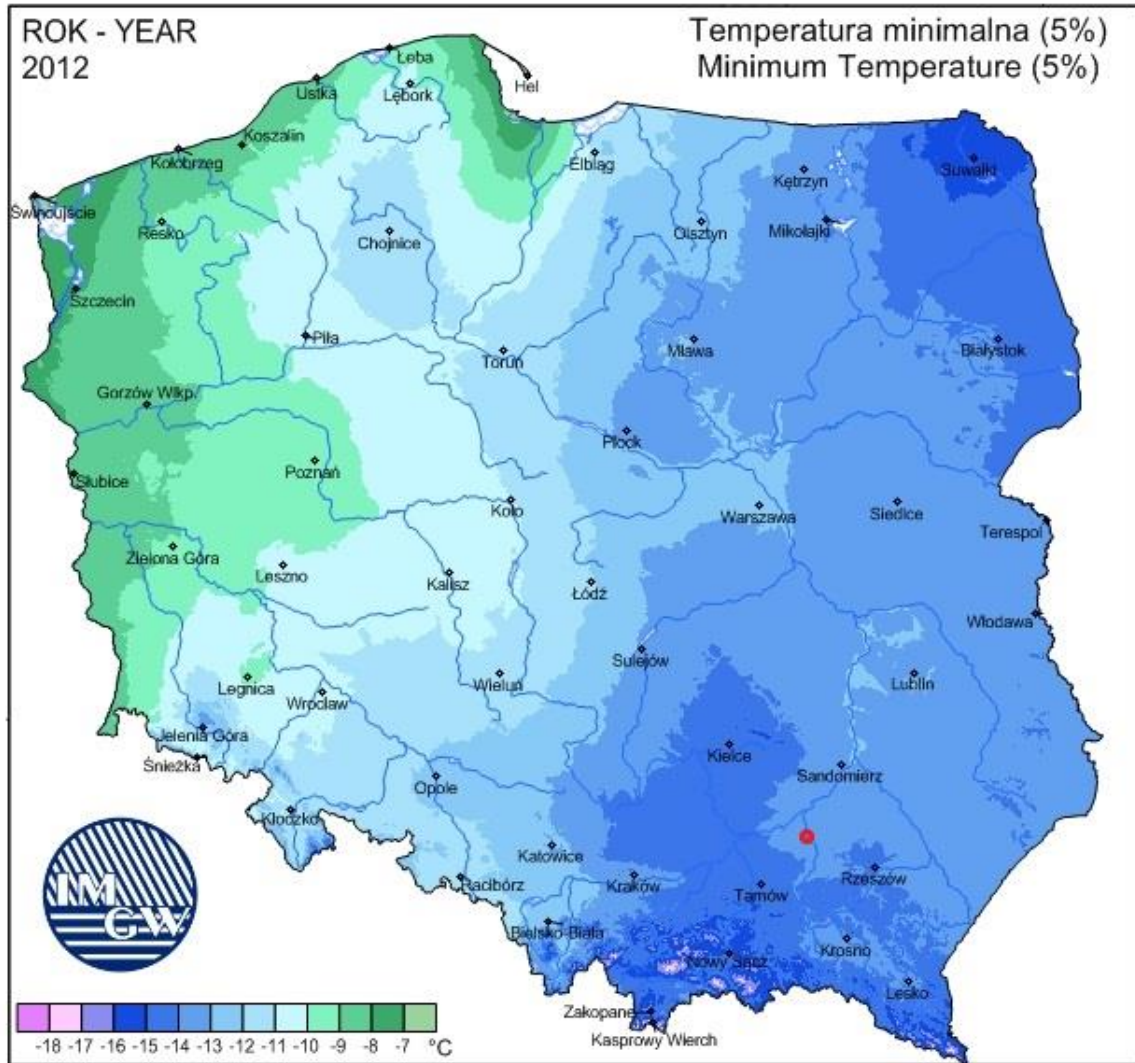 ROK - YEAR
2012
Temperatura minimalna (5%)
Minimum Temperature (5%)
Łeba
Hel
Ustka
Lębork
Koszalin
Kołobrzeg
Elbląg
Kętrzyn
Suwałki
Świnoujście
Resko
Chojnice
Olsztyn
Mikołajki
Szczecin
Piła
Toruń
Mława
Białystok
Gorzów Wlkp.
Płock
Poznań
Słubice
Koło
Warszawa
Siedlce
Terespol
Zielona Góra
Leszno
Kalisz
Łódź
Włodawa
Sulejów
Legnica
Wrocław
Wieluń
Lublin
Jelenia Góra
Śnieżka
Kielce
Sandomierz
Opole
Kłodzko
Katowice
Kraków
Tarnów
Rzeszów
Racibórz
Bielsko-Biała
Nowy Sącz
Krosno
Lesko
Zakopane
Kasprowy Wierch
IM
GW
-18 -17 -16 -15 -14 -13 -12 -11 -10 -9 -8 -7 °C